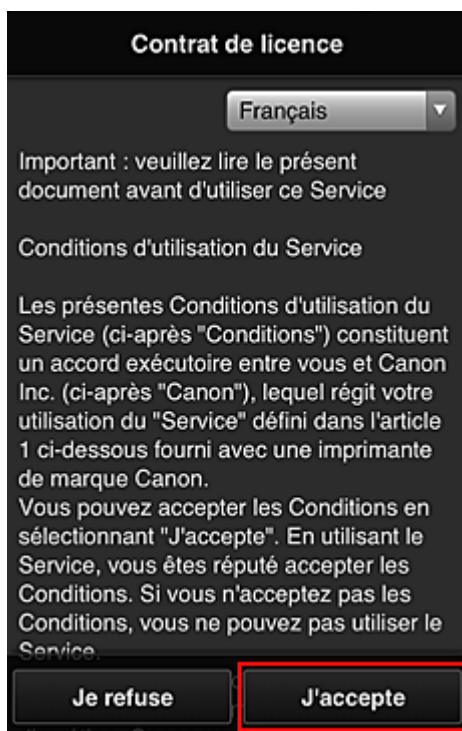 Contrat de licence
Français
Important : veuillez lire le présent
document avant d'utiliser ce Service
Conditions d'utilisation du Service
Les présentes Conditions d'utilisation du
Service (ci-après "Conditions") constituent
un accord exécutoire entre vous et Canon
Inc. (ci-après "Canon"), lequel régit votre
utilisation du "Service" défini dans l'article
1 ci-dessous fourni avec une imprimante
de marque Canon.
Vous pouvez accepter les Conditions en
sélectionnant "J'accepte". En utilisant le
Service, vous êtes réputé accepter les
Conditions. Si vous n'acceptez pas les
Conditions, vous ne pouvez pas utiliser le
Service.
Je refuse
J'accepte